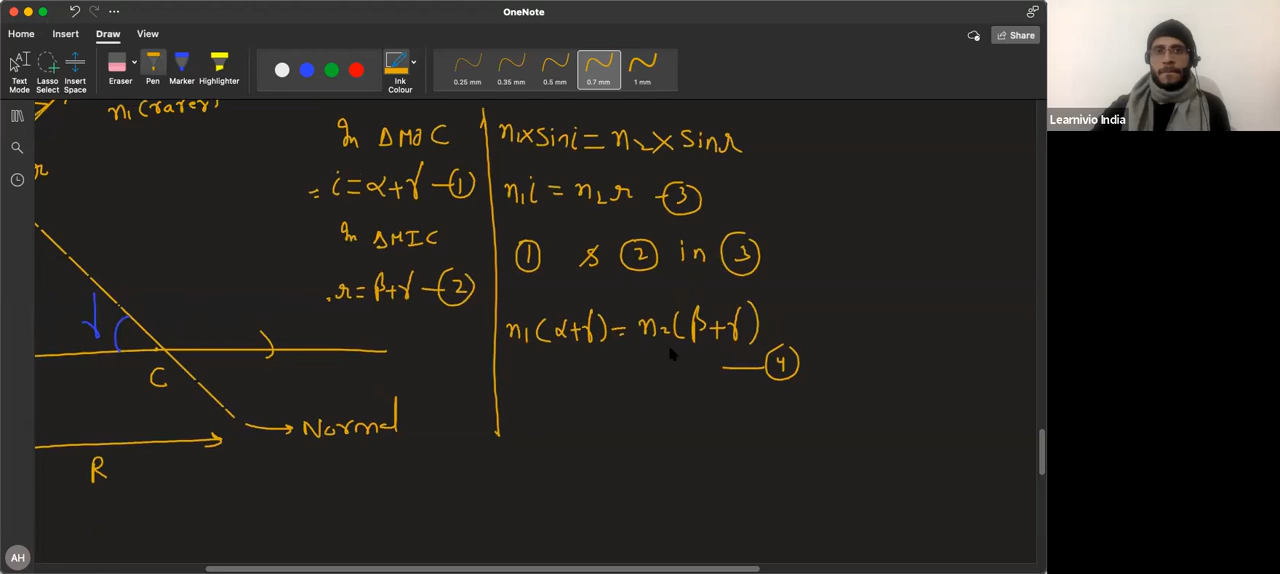 OneNote
Home Insert Draw View
Share
Text Mode
Lasso Select
Insert Space
Eraser
Pen
Marker
Highlighter
Ink Colour
0.25 mm 0.35 mm 0.5 mm 0.7 mm 1 mm
Learnivio India
n₁ (rarer)
r
γ
C
Normal
R
In ΔMOC
= i = α+γ —①
In ΔMIC
. r = β+γ —②
n₁ × sin i = n₂ × sin r
n₁ i = n₂ r —③
① & ② in ③
n₁ (α+γ) = n₂ (β+γ)
—④
AH